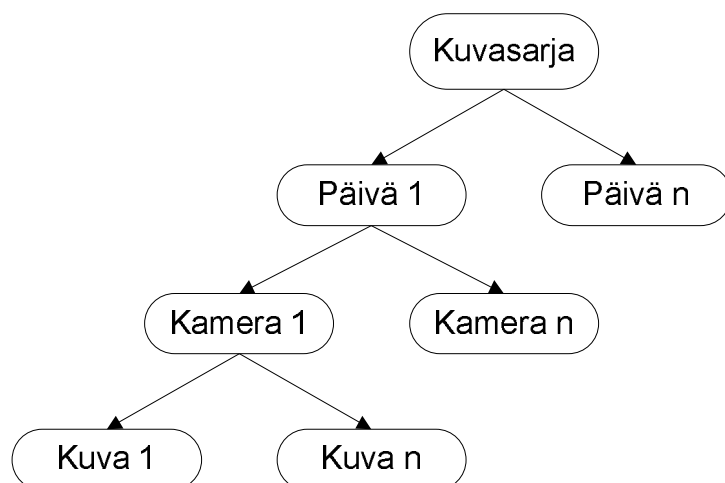 Kuvasarja
Päivä 1
Päivä n
Kamera 1
Kamera n
Kuva 1
Kuva n